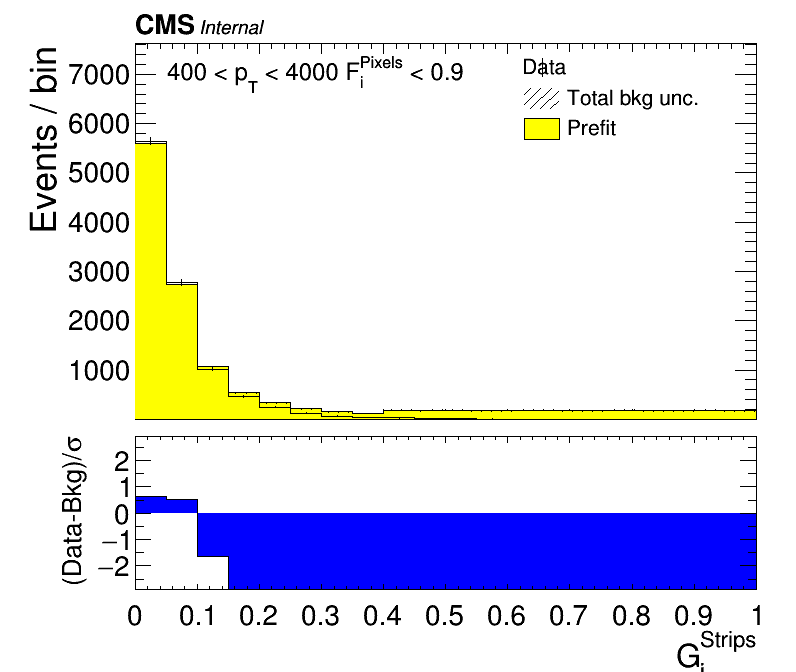 CMS Internal
Events / bin
7000
6000
5000
4000
3000
2000
1000
400 < p_T < 4000 F_i^Pixels < 0.9
Data
Total bkg unc.
Prefit
(Data-Bkg)/σ
2
1
0
−1
−2
0 0.1 0.2 0.3 0.4 0.5 0.6 0.7 0.8 0.9 1
G_i^Strips